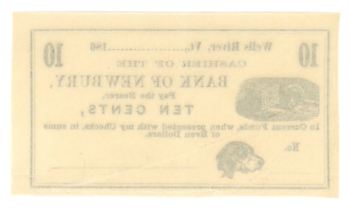 10 Wells River, Vt., 186 10
CASHIER OF THE
BANK OF NEWBURY,
Pay the Bearer,
TEN CENTS,
In Current Funds, when presented with my Checks, in sums
of Even Dollars.
No.